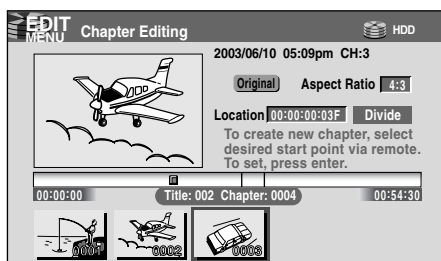 EDIT
MENU
Chapter Editing
HDD
2003/06/10 05:09pm CH:3
Original Aspect Ratio 4:3
Location 00:00:00:03F Divide
To create new chapter, select
desired start point via remote.
To set, press enter.
00:00:00 Title: 002 Chapter: 0004 00:54:30
0001 0002 0003